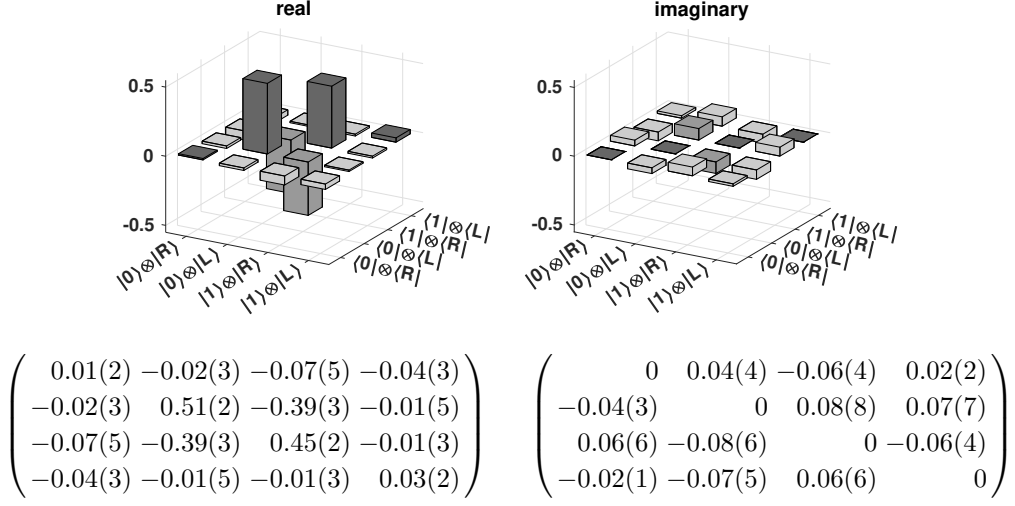 real
imaginary
0.5
0
-0.5
|0⟩⊗|R⟩
|0⟩⊗|L⟩
|1⟩⊗|R⟩
|1⟩⊗|L⟩
⟨0|⊗⟨R|
⟨0|⊗⟨L|
⟨1|⊗⟨R|
⟨1|⊗⟨L|
0.5
0
-0.5
|0⟩⊗|R⟩
|0⟩⊗|L⟩
|1⟩⊗|R⟩
|1⟩⊗|L⟩
⟨0|⊗⟨R|
⟨0|⊗⟨L|
⟨1|⊗⟨R|
⟨1|⊗⟨L|
0.01(2) −0.02(3) −0.07(5) −0.04(3)
−0.02(3) 0.51(2) −0.39(3) −0.01(5)
−0.07(5) −0.39(3) 0.45(2) −0.01(3)
−0.04(3) −0.01(5) −0.01(3) 0.03(2)
0 0.04(4) −0.06(4) 0.02(2)
−0.04(3) 0 0.08(8) 0.07(7)
0.06(6) −0.08(6) 0 −0.06(4)
−0.02(1) −0.07(5) 0.06(6) 0